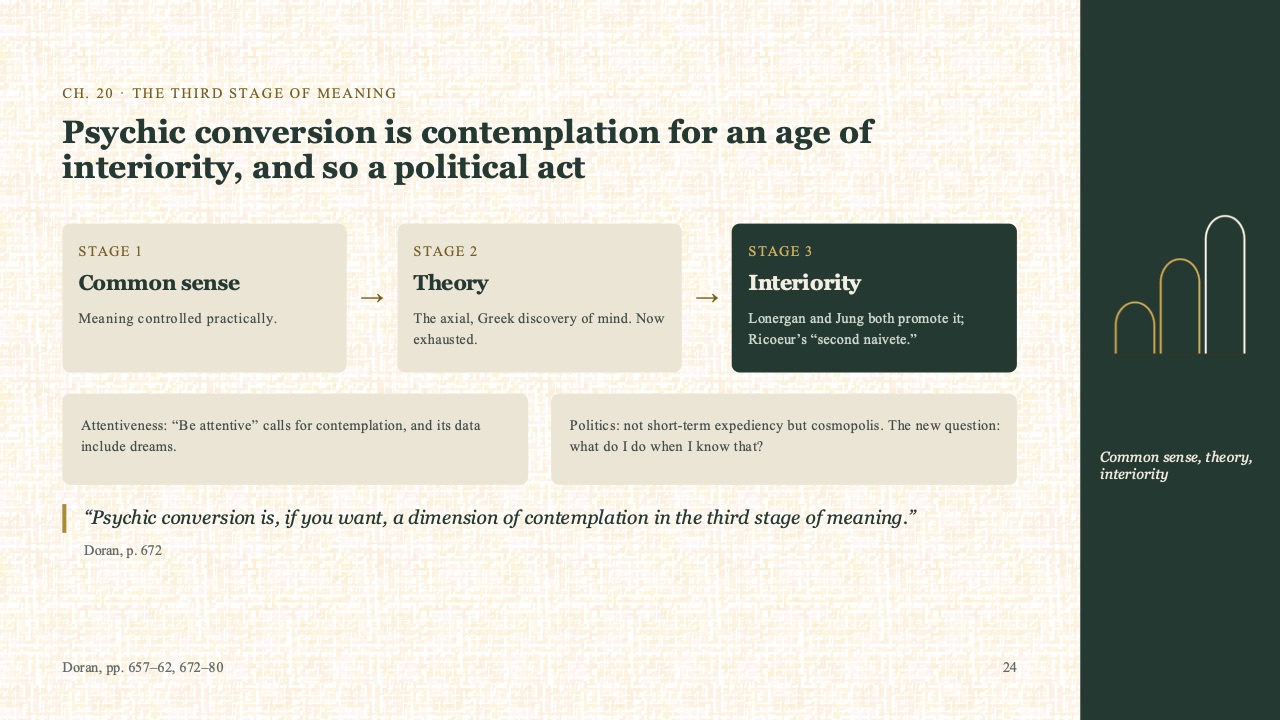 CH. 20 · THE THIRD STAGE OF MEANING
Psychic conversion is contemplation for an age of
interiority, and so a political act
STAGE 1
Common sense
Meaning controlled practically.
→
STAGE 2
Theory
The axial, Greek discovery of mind. Now
exhausted.
→
STAGE 3
Interiority
Lonergan and Jung both promote it;
Ricoeur’s “second naivete.”
Attentiveness: “Be attentive” calls for contemplation, and its data
include dreams.
Politics: not short-term expediency but cosmopolis. The new question:
what do I do when I know that?
“Psychic conversion is, if you want, a dimension of contemplation in the third stage of meaning.”
Doran, p. 672
Common sense, theory,
interiority
Doran, pp. 657–62, 672–80
24